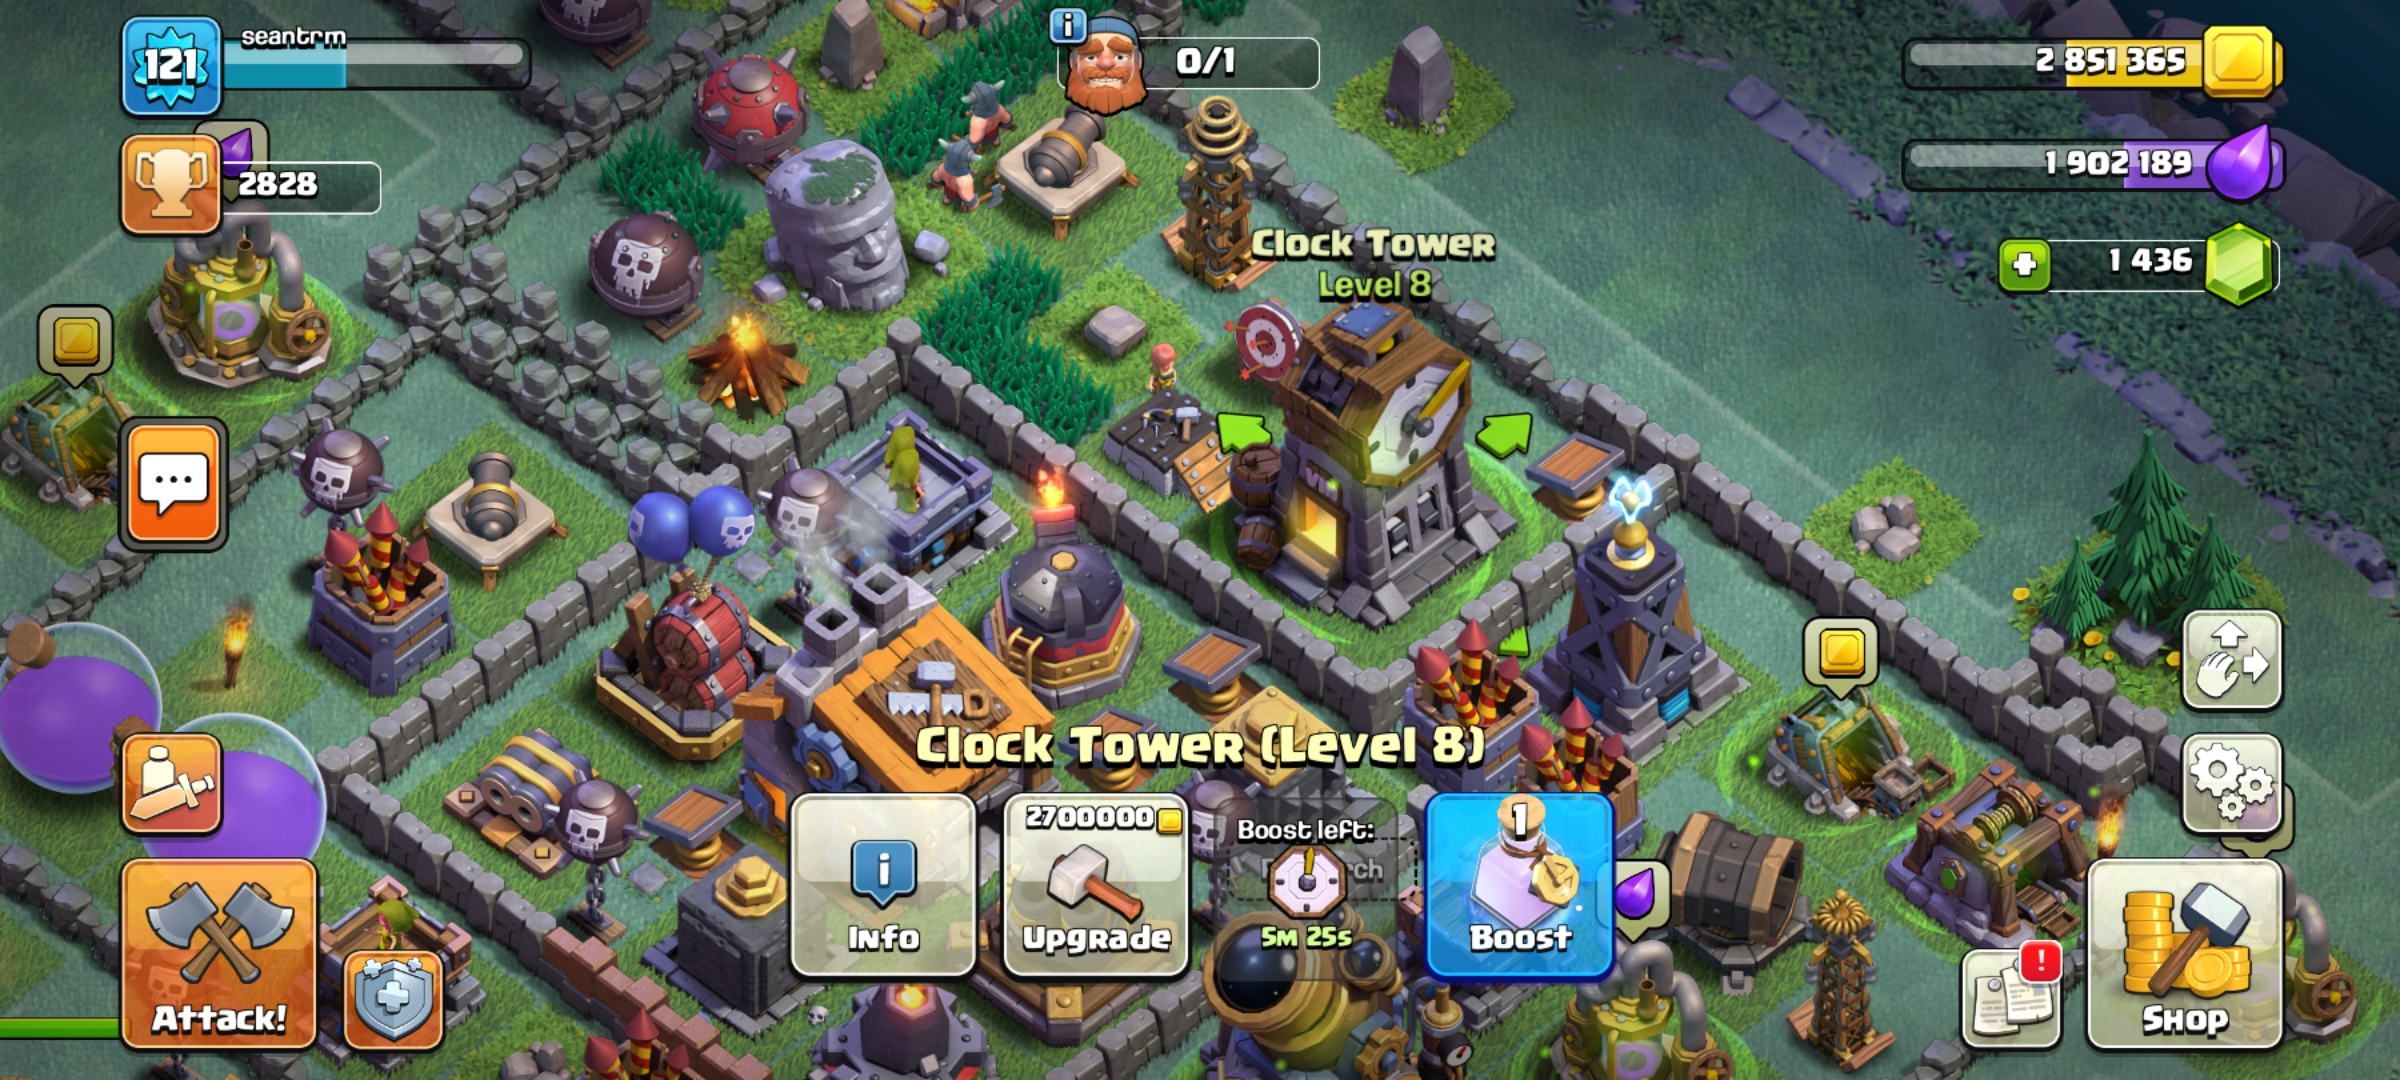 121
seantrm
0/1
2 851 365
2828
1 902 189
1 436
Clock Tower
Level 8
Clock Tower (Level 8)
Info
2700000
Upgrade
Boost left:
5m 25s
1
Boost
Attack!
!
Shop